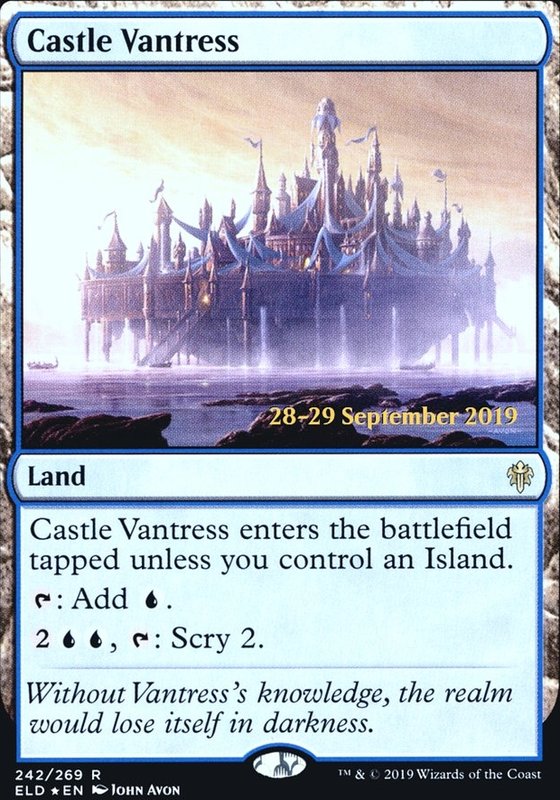 Castle Vantress
28-29 September 2019
Land
Castle Vantress enters the battlefield
tapped unless you control an Island.
: Add .
2 , : Scry 2.
Without Vantress's knowledge, the realm
would lose itself in darkness.
242/269 R
ELD ★ EN John Avon
™ & © 2019 Wizards of the Coast